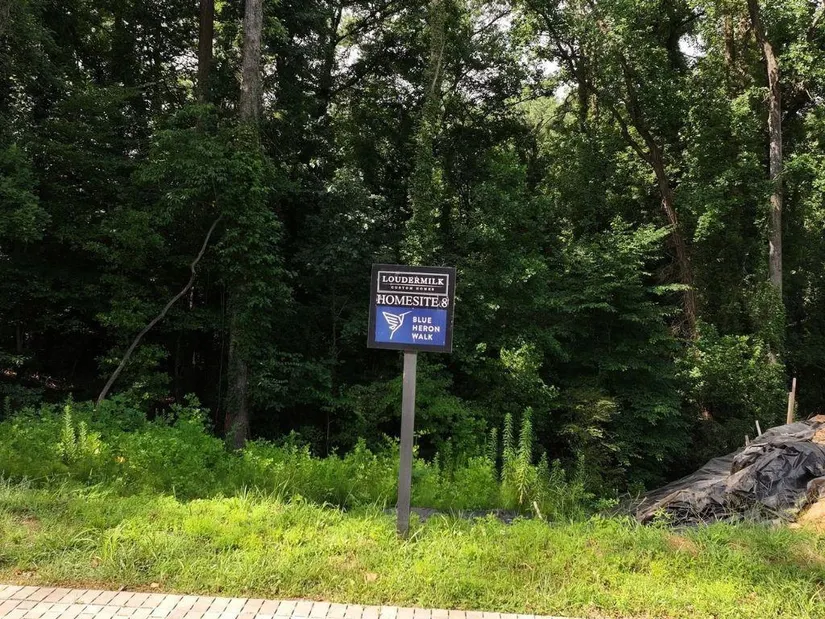 LOUDERMILK
CUSTOM HOMES
HOMESITE 8
BLUE
HERON
WALK